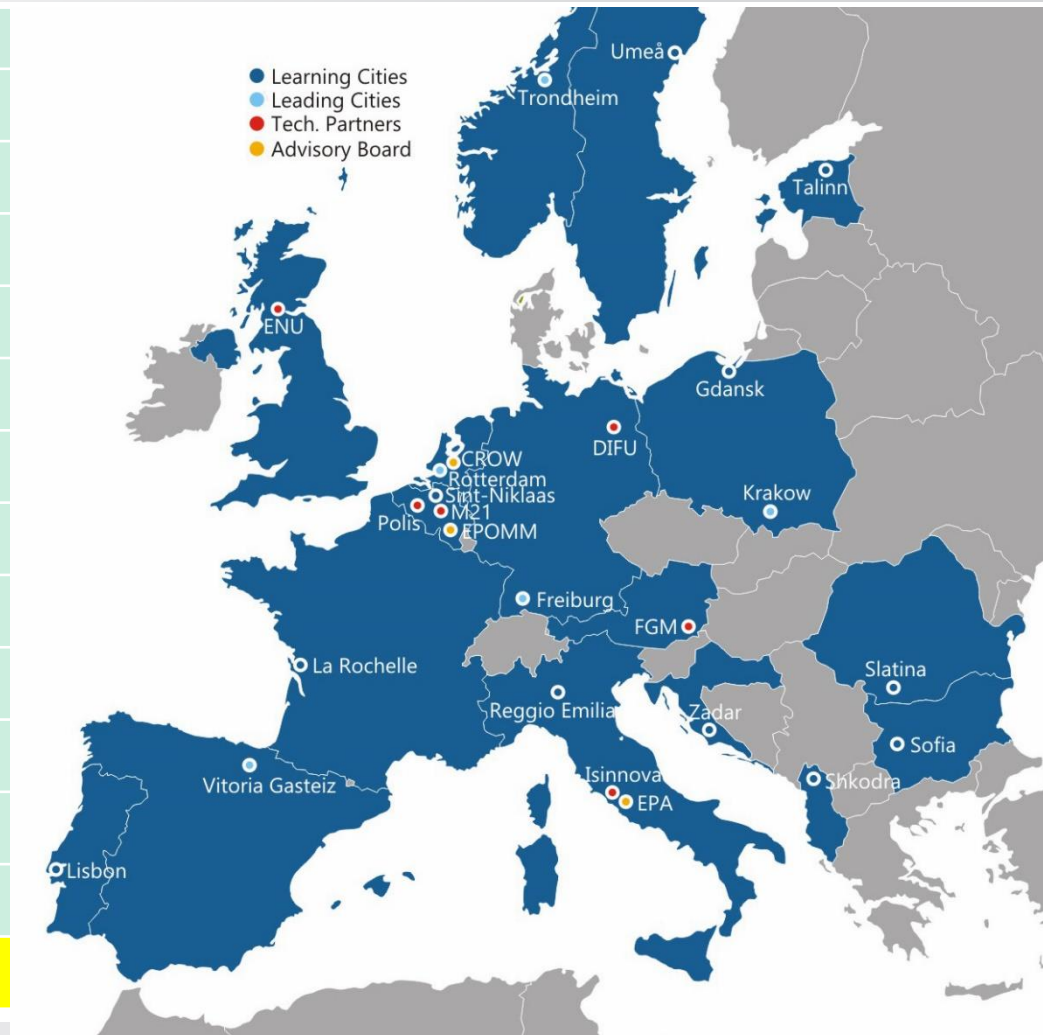 Learning Cities
Leading Cities
Tech. Partners
Advisory Board
Umeå
Trondheim
Talinn
ENU
Gdansk
DIFU
CROW
Rotterdam
Sint-Niklaas
Krakow
Polis
M21
EPOMM
Freiburg
FGM
La Rochelle
Slatina
Reggio Emilia
Zadar
Sofia
Isinnova
Shkodra
Vitoria Gasteiz
EPA
Lisbon